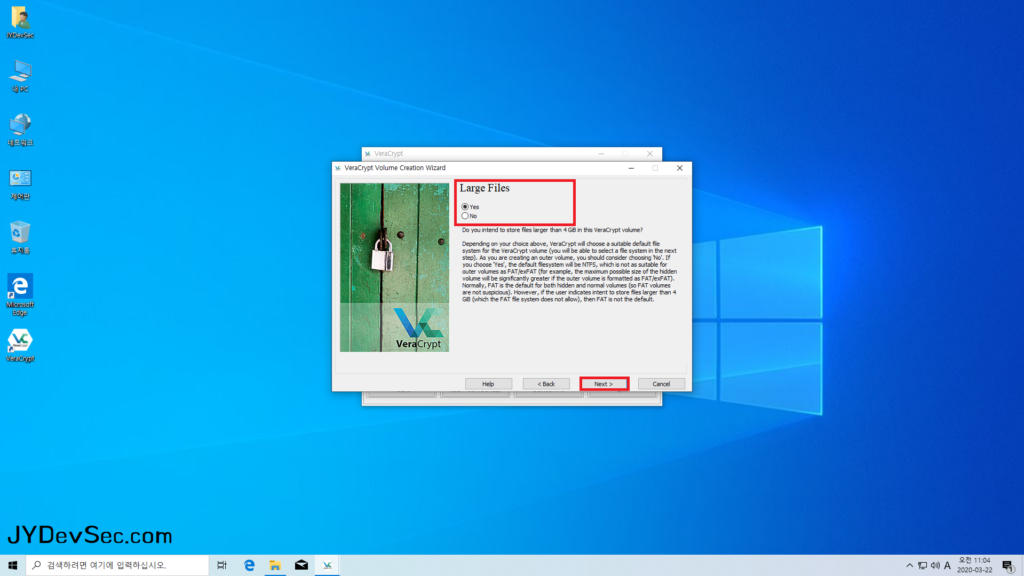 JYDevSec
내 PC
네트워크
제어판
휴지통
Microsoft
Edge
VeraCrypt
VeraCrypt
VeraCrypt Volume Creation Wizard
Large Files
Yes
No
Do you intend to store files larger than 4 GB in this VeraCrypt volume?
Depending on your choice above, VeraCrypt will choose a suitable default file
system for the VeraCrypt volume (you will be able to select a file system in the next
step). As you are creating an outer volume, you should consider choosing 'No'. If
you choose 'Yes', the default filesystem will be NTFS, which is not as suitable for
outer volumes as FAT/exFAT (for example, the maximum possible size of the hidden
volume will be significantly greater if the outer volume is formatted as FAT/exFAT).
Normally, FAT is the default for both hidden and normal volumes (so FAT volumes
are not suspicious). However, if the user indicates intent to store files larger than 4
GB (which the FAT file system does not allow), then FAT is not the default.
VeraCrypt
Help
< Back
Next >
Cancel
JYDevSec.com
검색하려면 여기에 입력하십시오.
A
오전 11:04
2020-03-22
1